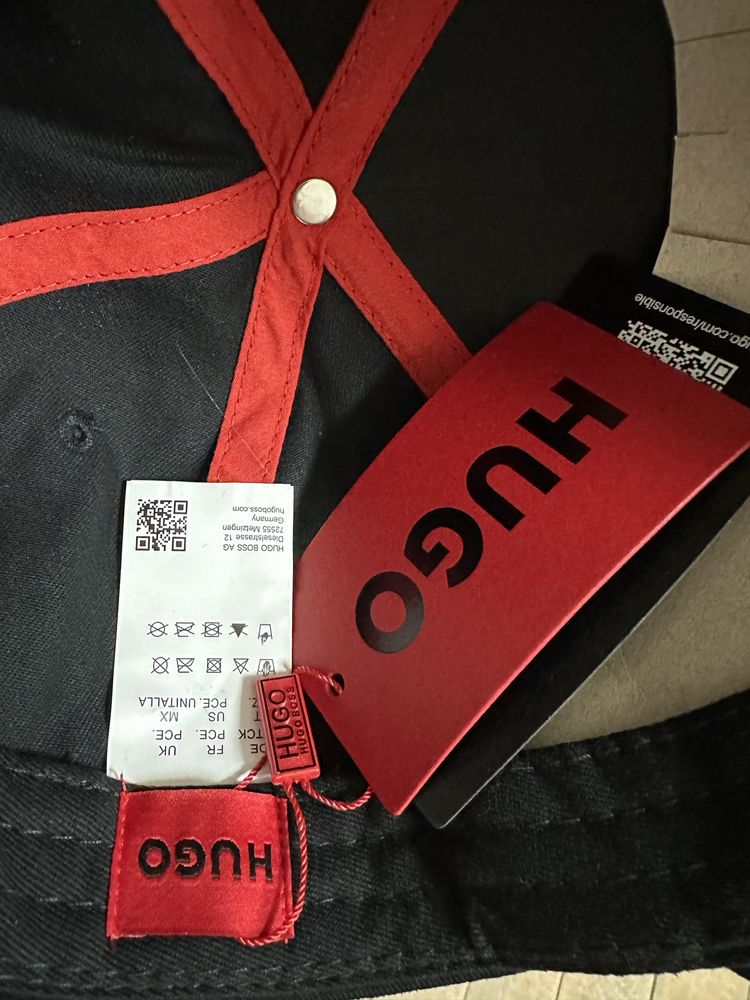 HUGO
HUGO
HUGO BOSS
HUGO
DE FR UK
PCE. PCE.
US MX
PCE. UNITALLA
HUGO BOSS AG
Dieselstrasse 12
72555 Metzingen
Germany
hugoboss.com
go.com/responsible